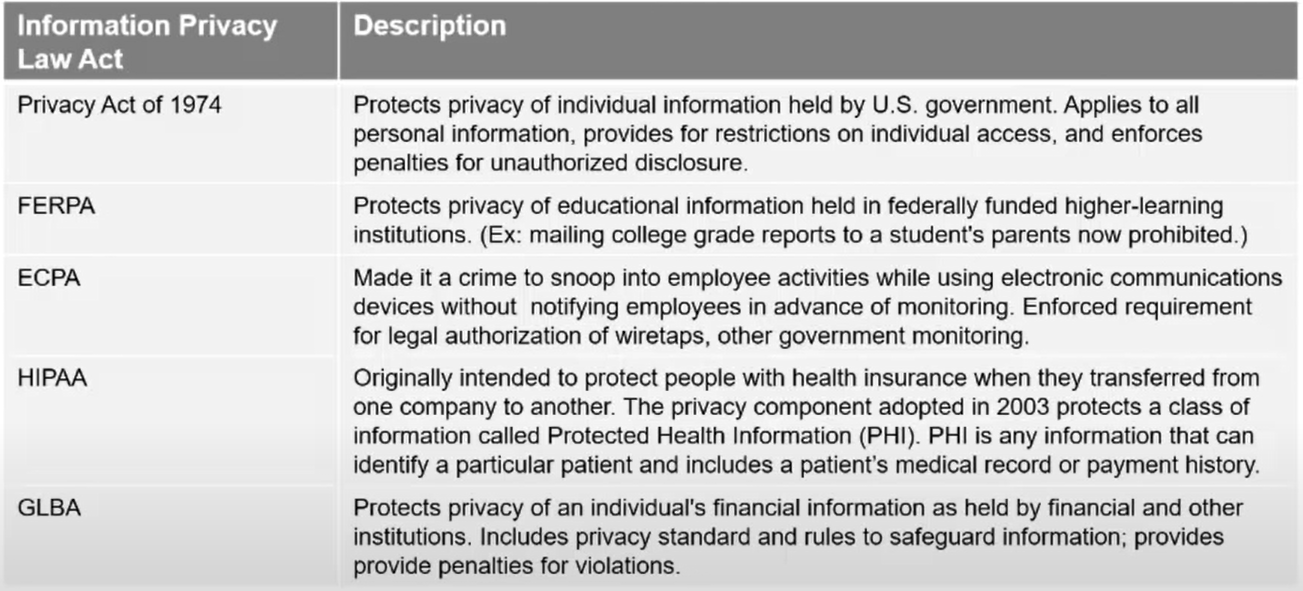 Information Privacy
Law Act
Description
Privacy Act of 1974
Protects privacy of individual information held by U.S. government. Applies to all
personal information, provides for restrictions on individual access, and enforces
penalties for unauthorized disclosure.
FERPA
Protects privacy of educational information held in federally funded higher-learning
institutions. (Ex: mailing college grade reports to a student's parents now prohibited.)
ECPA
Made it a crime to snoop into employee activities while using electronic communications
devices without  notifying employees in advance of monitoring. Enforced requirement
for legal authorization of wiretaps, other government monitoring.
HIPAA
Originally intended to protect people with health insurance when they transferred from
one company to another. The privacy component adopted in 2003 protects a class of
information called Protected Health Information (PHI). PHI is any information that can
identify a particular patient and includes a patient’s medical record or payment history.
GLBA
Protects privacy of an individual's financial information as held by financial and other
institutions. Includes privacy standard and rules to safeguard information; provides
provide penalties for violations.